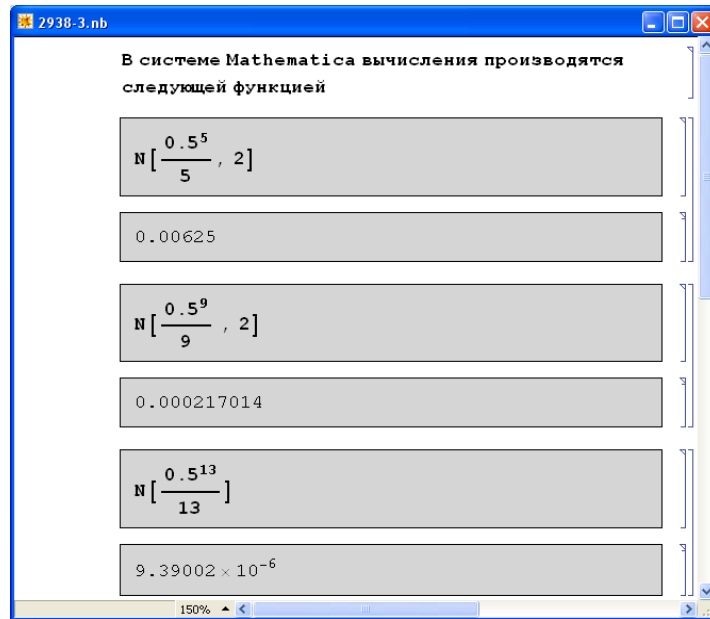 2938-3.nb
В системе Mathematica вычисления производятся
следующей функцией
N[0.5^5/5, 2]
0.00625
N[0.5^9/9, 2]
0.000217014
N[0.5^13/13]
9.39002 × 10^-6
150%